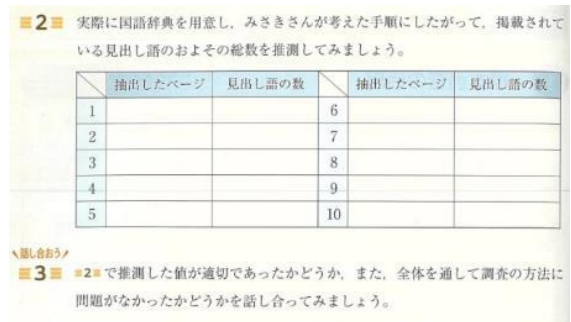 2 実際に国語辞典を用意し，みさきさんが考えた手順にしたがって，掲載されて
いる見出し語のおよその総数を推測してみましょう。
抽出したページ 見出し語の数 抽出したページ 見出し語の数
1 6
2 7
3 8
4 9
5 10
話し合おう
3 2 で推測した値が適切であったかどうか，また，全体を通して調査の方法に
問題がなかったかどうかを話し合ってみましょう。